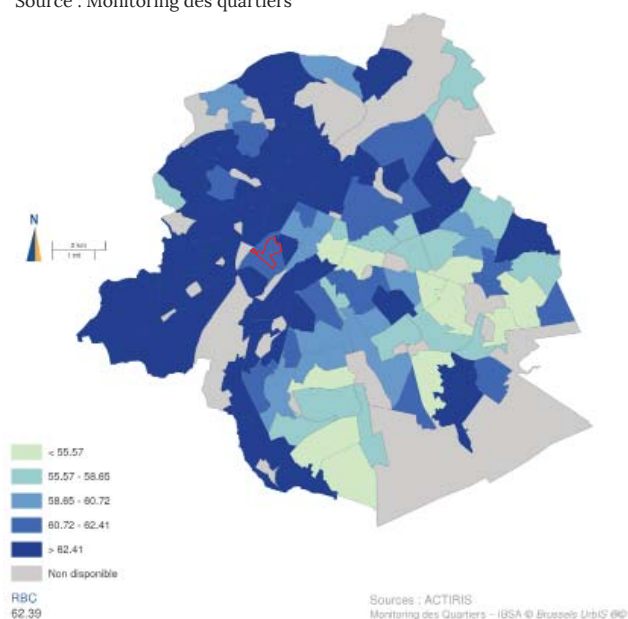 Source : Monitoring des quartiers
N
1 mi
< 55.57
55.57 - 58.65
58.65 - 60.72
60.72 - 62.41
> 62.41
Non disponible
RBC
62.39
Sources : ACTIRIS
Monitoring des Quartiers – IBSA © Brussels UrbIS ®©